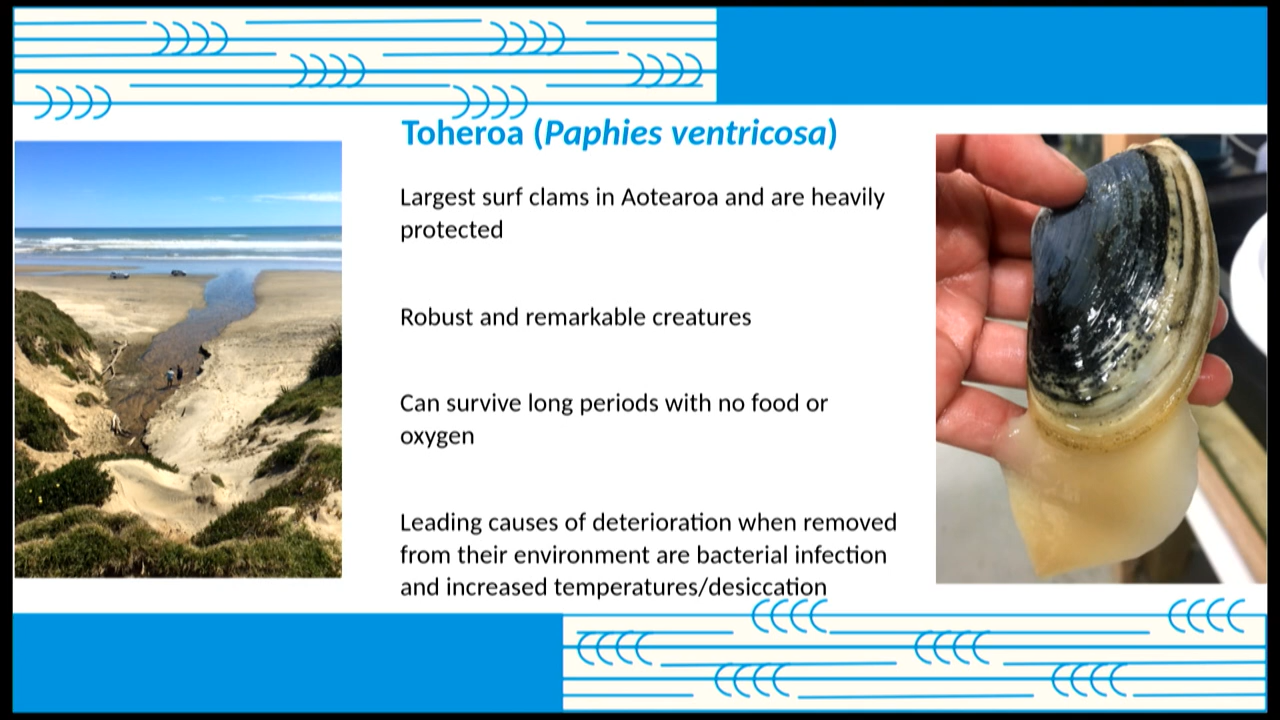 Toheroa (Paphies ventricosa)
Largest surf clams in Aotearoa and are heavily
protected
Robust and remarkable creatures
Can survive long periods with no food or
oxygen
Leading causes of deterioration when removed
from their environment are bacterial infection
and increased temperatures/desiccation